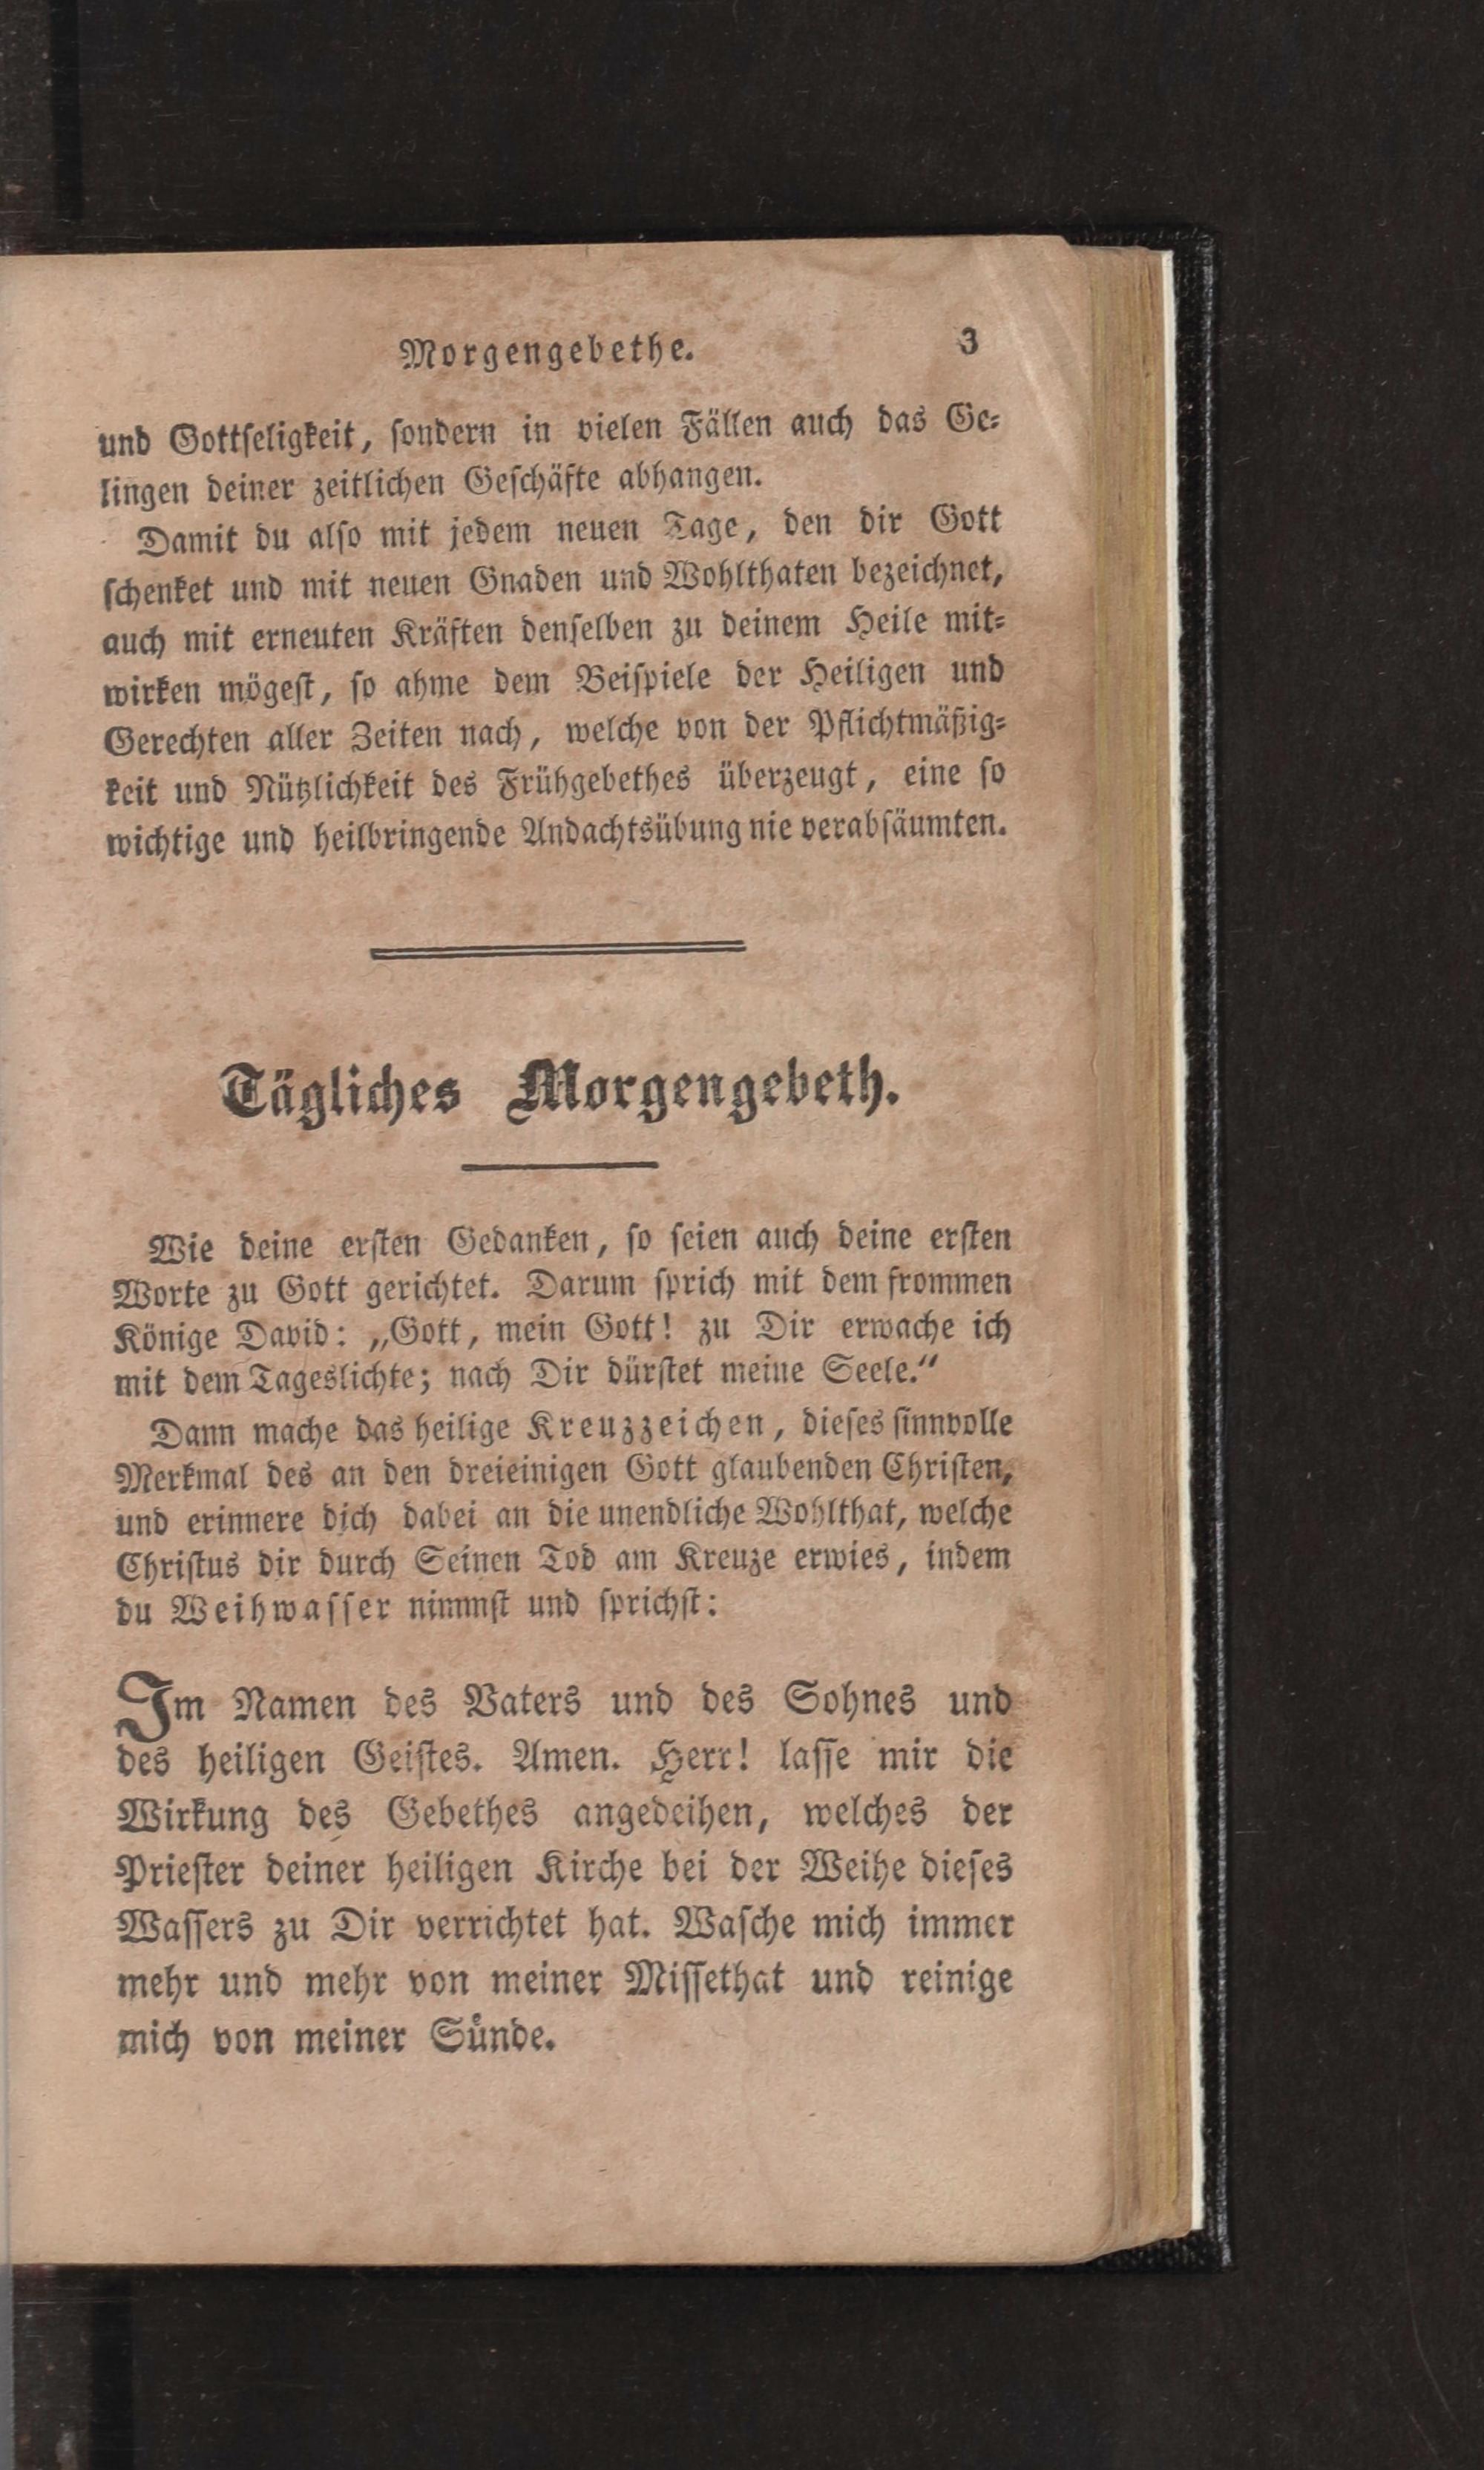 Morgengebethe. 3
und Gottseligkeit, sondern in vielen Fällen auch das Ge-
lingen deiner zeitlichen Geschäfte abhangen.
Damit du also mit jedem neuen Tage, den dir Gott
schenket und mit neuen Gnaden und Wohlthaten bezeichnet,
auch mit erneuten Kräften denselben zu deinem Heile mit-
wirken mögest, so ahme dem Beispiele der Heiligen und
Gerechten aller Zeiten nach, welche von der Pflichtmäßig-
keit und Nützlichkeit des Frühgebethes überzeugt, eine so
wichtige und heilbringende Andachtsübung nie verabsäumten.
Tägliches Morgengebeth.
Wie deine ersten Gedanken, so seien auch deine ersten
Worte zu Gott gerichtet. Darum sprich mit dem frommen
Könige David: „Gott, mein Gott! zu Dir erwache ich
mit dem Tageslichte; nach Dir dürstet meine Seele.“
Dann mache das heilige Kreuzzeichen, dieses sinnvolle
Merkmal des an den dreieinigen Gott glaubenden Christen,
und erinnere dich dabei an die unendliche Wohlthat, welche
Christus dir durch Seinen Tod am Kreuze erwies, indem
du Weihwasser nimmst und sprichst:
Im Namen des Vaters und des Sohnes und
des heiligen Geistes. Amen. Herr! lasse mir die
Wirkung des Gebethes angedeihen, welches der
Priester deiner heiligen Kirche bei der Weihe dieses
Wassers zu Dir verrichtet hat. Wasche mich immer
mehr und mehr von meiner Missethat und reinige
mich von meiner Sünde.